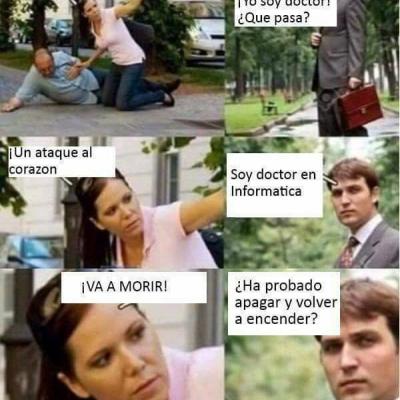 ¡Yo soy doctor!
¿Que pasa?
¡Un ataque al
corazon
Soy doctor en
Informatica
¡VA A MORIR!
¿Ha probado
apagar y volver
a encender?